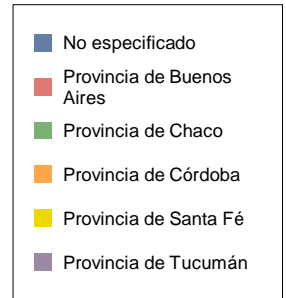 No especificado
Provincia de Buenos
Aires
Provincia de Chaco
Provincia de Córdoba
Provincia de Santa Fé
Provincia de Tucumán